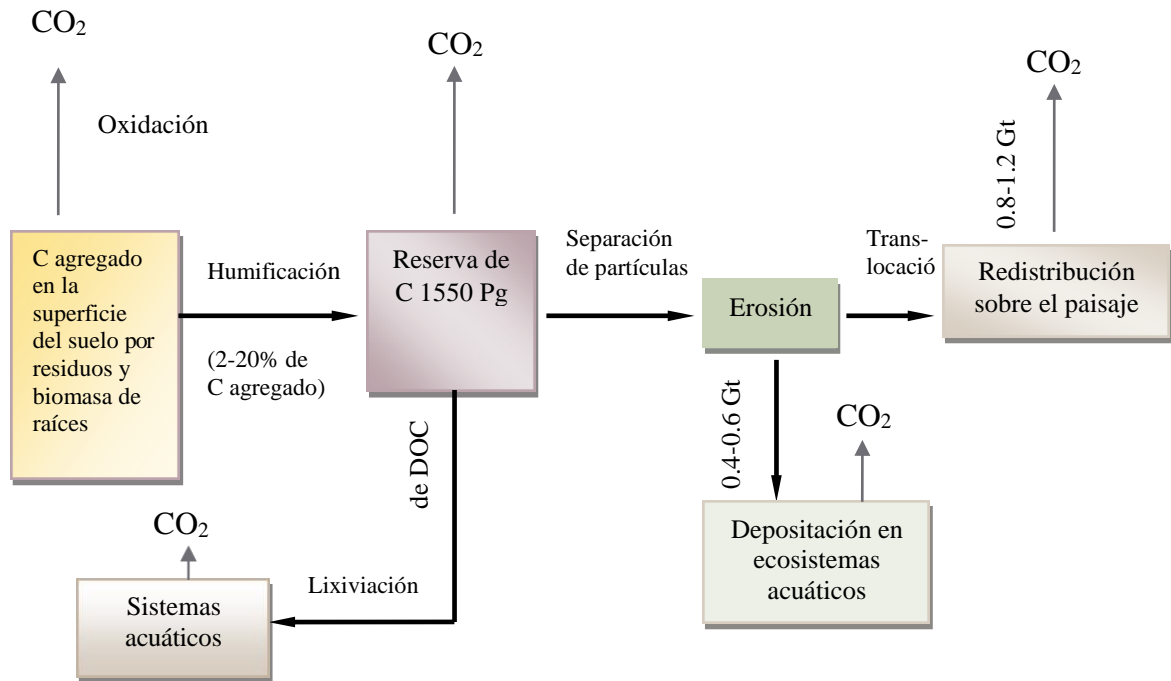 CO₂
CO₂
CO₂
Oxidación
0.8-1.2 Gt
C agregado
en la
superficie
del suelo por
residuos y
biomasa de
raíces
Humificación
(2-20% de
C agregado)
Reserva de
C 1550 Pg
Separación
de partículas
Erosión
Trans-
locació
Redistribución
sobre el paisaje
de DOC
0.4-0.6 Gt
CO₂
Depositación en
ecosistemas
acuáticos
CO₂
Lixiviación
Sistemas
acuáticos